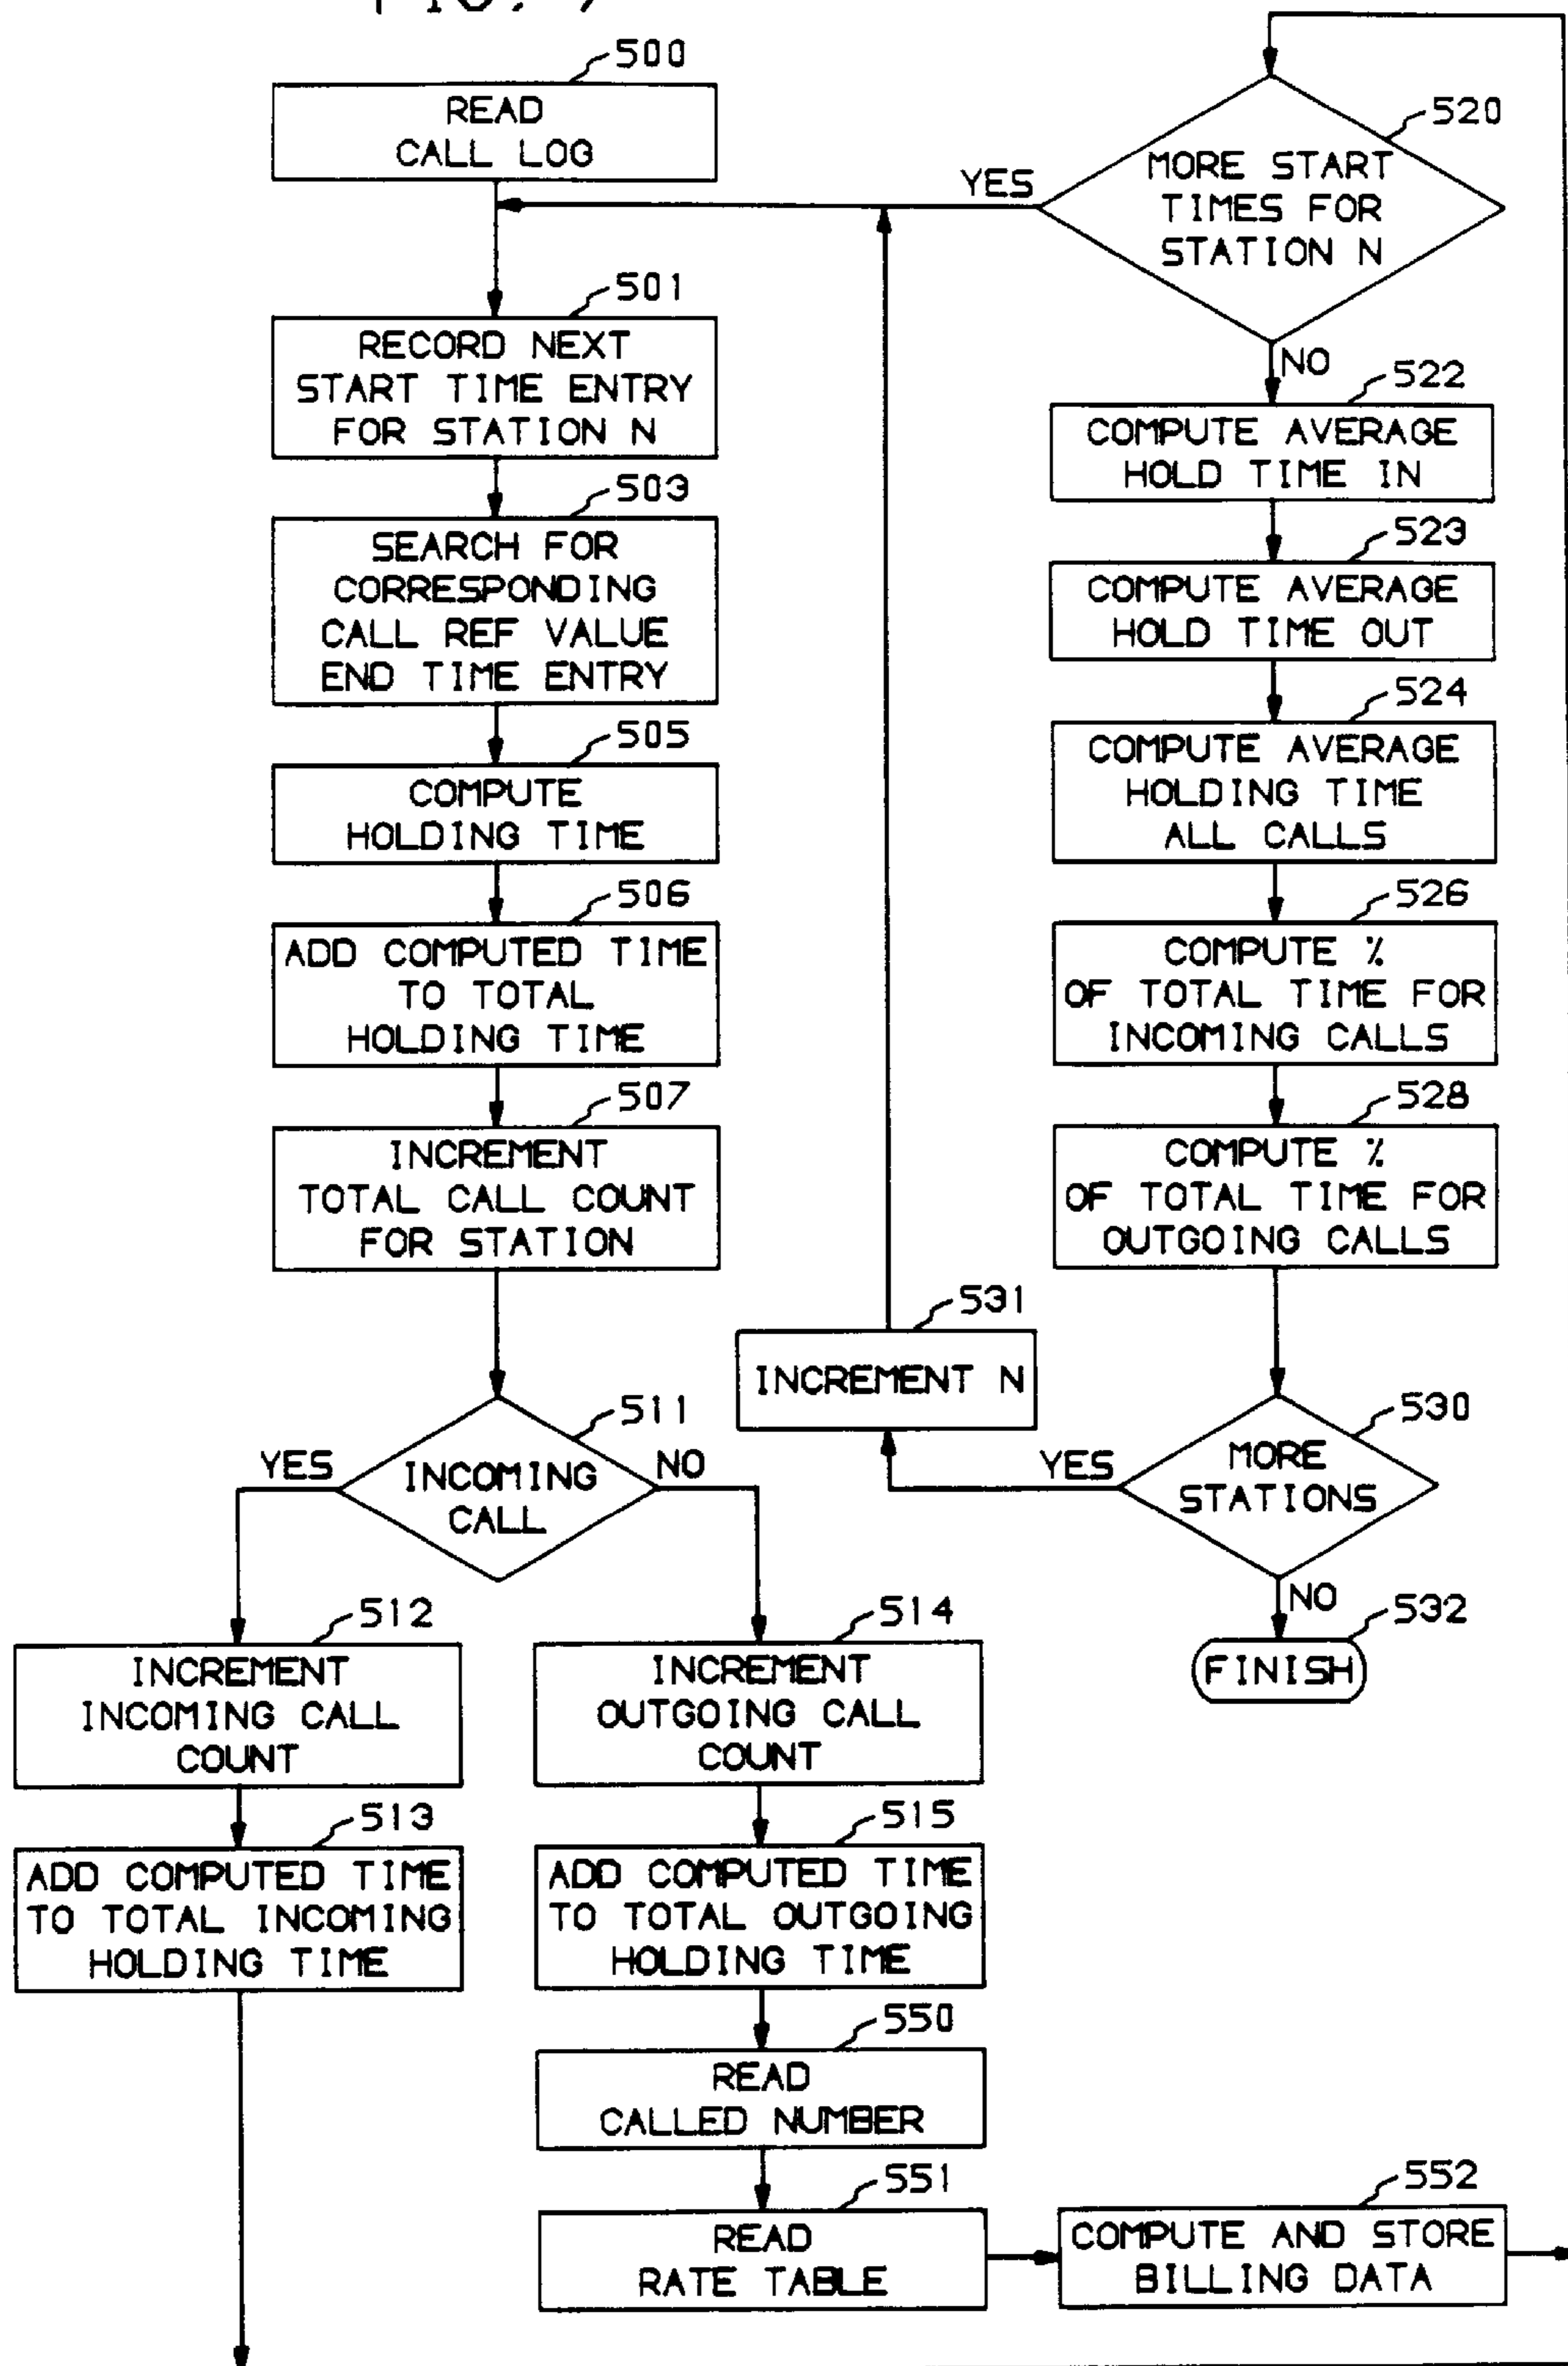 500
READ
CALL LOG
501
RECORD NEXT
START TIME ENTRY
FOR STATION N
503
SEARCH FOR
CORRESPONDING
CALL REF VALUE
END TIME ENTRY
505
COMPUTE
HOLDING TIME
506
ADD COMPUTED TIME
TO TOTAL
HOLDING TIME
507
INCREMENT
TOTAL CALL COUNT
FOR STATION
511
YES
NO
INCOMING
CALL
512
INCREMENT
INCOMING CALL
COUNT
513
ADD COMPUTED TIME
TO TOTAL INCOMING
HOLDING TIME
514
INCREMENT
OUTGOING CALL
COUNT
515
ADD COMPUTED TIME
TO TOTAL OUTGOING
HOLDING TIME
550
READ
CALLED NUMBER
551
READ
RATE TABLE
552
COMPUTE AND STORE
BILLING DATA
520
YES
MORE START
TIMES FOR
STATION N
NO
522
COMPUTE AVERAGE
HOLD TIME IN
523
COMPUTE AVERAGE
HOLD TIME OUT
524
COMPUTE AVERAGE
HOLDING TIME
ALL CALLS
526
COMPUTE %
OF TOTAL TIME FOR
INCOMING CALLS
528
COMPUTE %
OF TOTAL TIME FOR
OUTGOING CALLS
530
YES
MORE
STATIONS
531
INCREMENT N
NO
532
FINISH